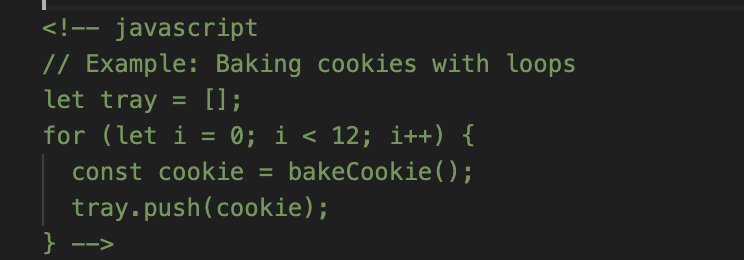 <!-- javascript
// Example: Baking cookies with loops
let tray = [];
for (let i = 0; i < 12; i++) {
  const cookie = bakeCookie();
  tray.push(cookie);
} -->